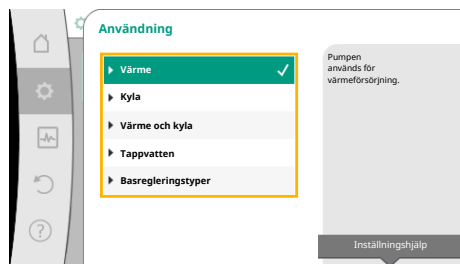 Användning
Värme
Kyla
Värme och kyla
Tappvatten
Basregleringstyper
Pumpen
används för
värmeförsörjning.
Inställningshjälp
?